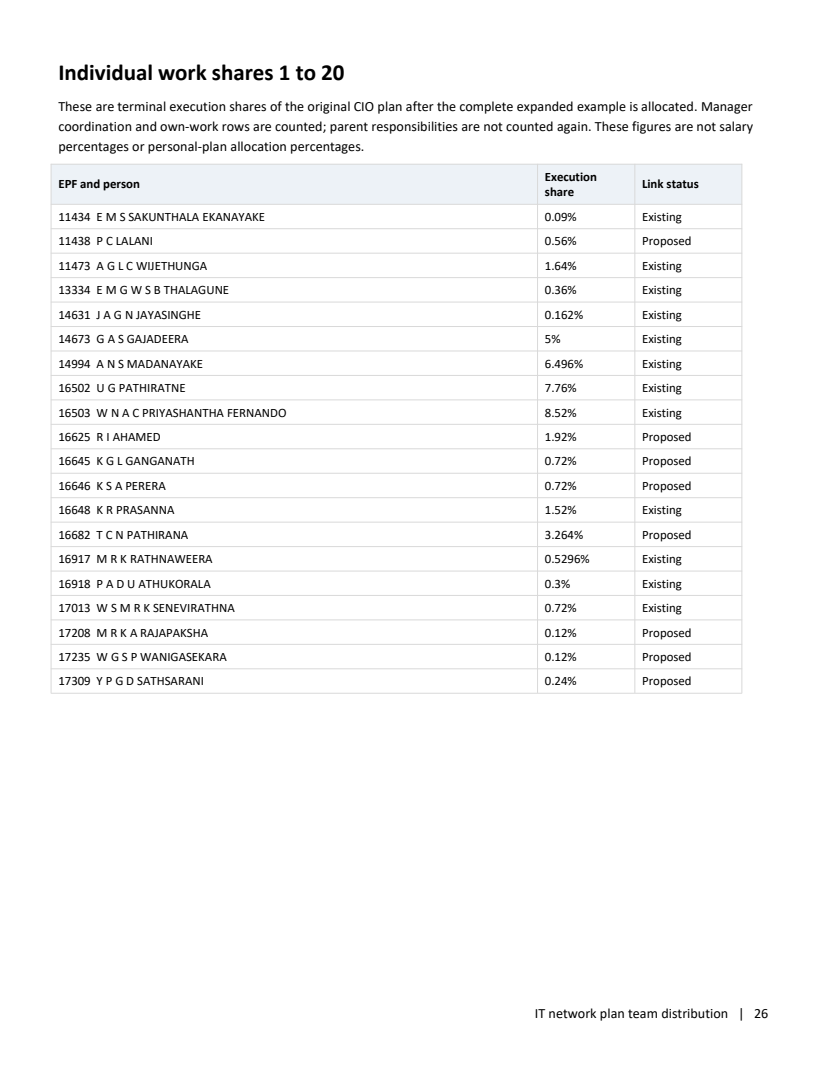 Individual work shares 1 to 20
These are terminal execution shares of the original CIO plan after the complete expanded example is allocated. Manager
coordination and own-work rows are counted; parent responsibilities are not counted again. These figures are not salary
percentages or personal-plan allocation percentages.
EPF and person Execution share Link status
11434 E M S SAKUNTHALA EKANAYAKE 0.09% Existing
11438 P C LALANI 0.56% Proposed
11473 A G L C WIJETHUNGA 1.64% Existing
13334 E M G W S B THALAGUNE 0.36% Existing
14631 J A G N JAYASINGHE 0.162% Existing
14673 G A S GAJADEERA 5% Existing
14994 A N S MADANAYAKE 6.496% Existing
16502 U G PATHIRATNE 7.76% Existing
16503 W N A C PRIYASHANTHA FERNANDO 8.52% Existing
16625 R I AHAMED 1.92% Proposed
16645 K G L GANGANATH 0.72% Proposed
16646 K S A PERERA 0.72% Proposed
16648 K R PRASANNA 1.52% Existing
16682 T C N PATHIRANA 3.264% Proposed
16917 M R K RATHNAWEERA 0.5296% Existing
16918 P A D U ATHUKORALA 0.3% Existing
17013 W S M R K SENEVIRATHNA 0.72% Existing
17208 M R K A RAJAPAKSHA 0.12% Proposed
17235 W G S P WANIGASEKARA 0.12% Proposed
17309 Y P G D SATHSARANI 0.24% Proposed
IT network plan team distribution | 26